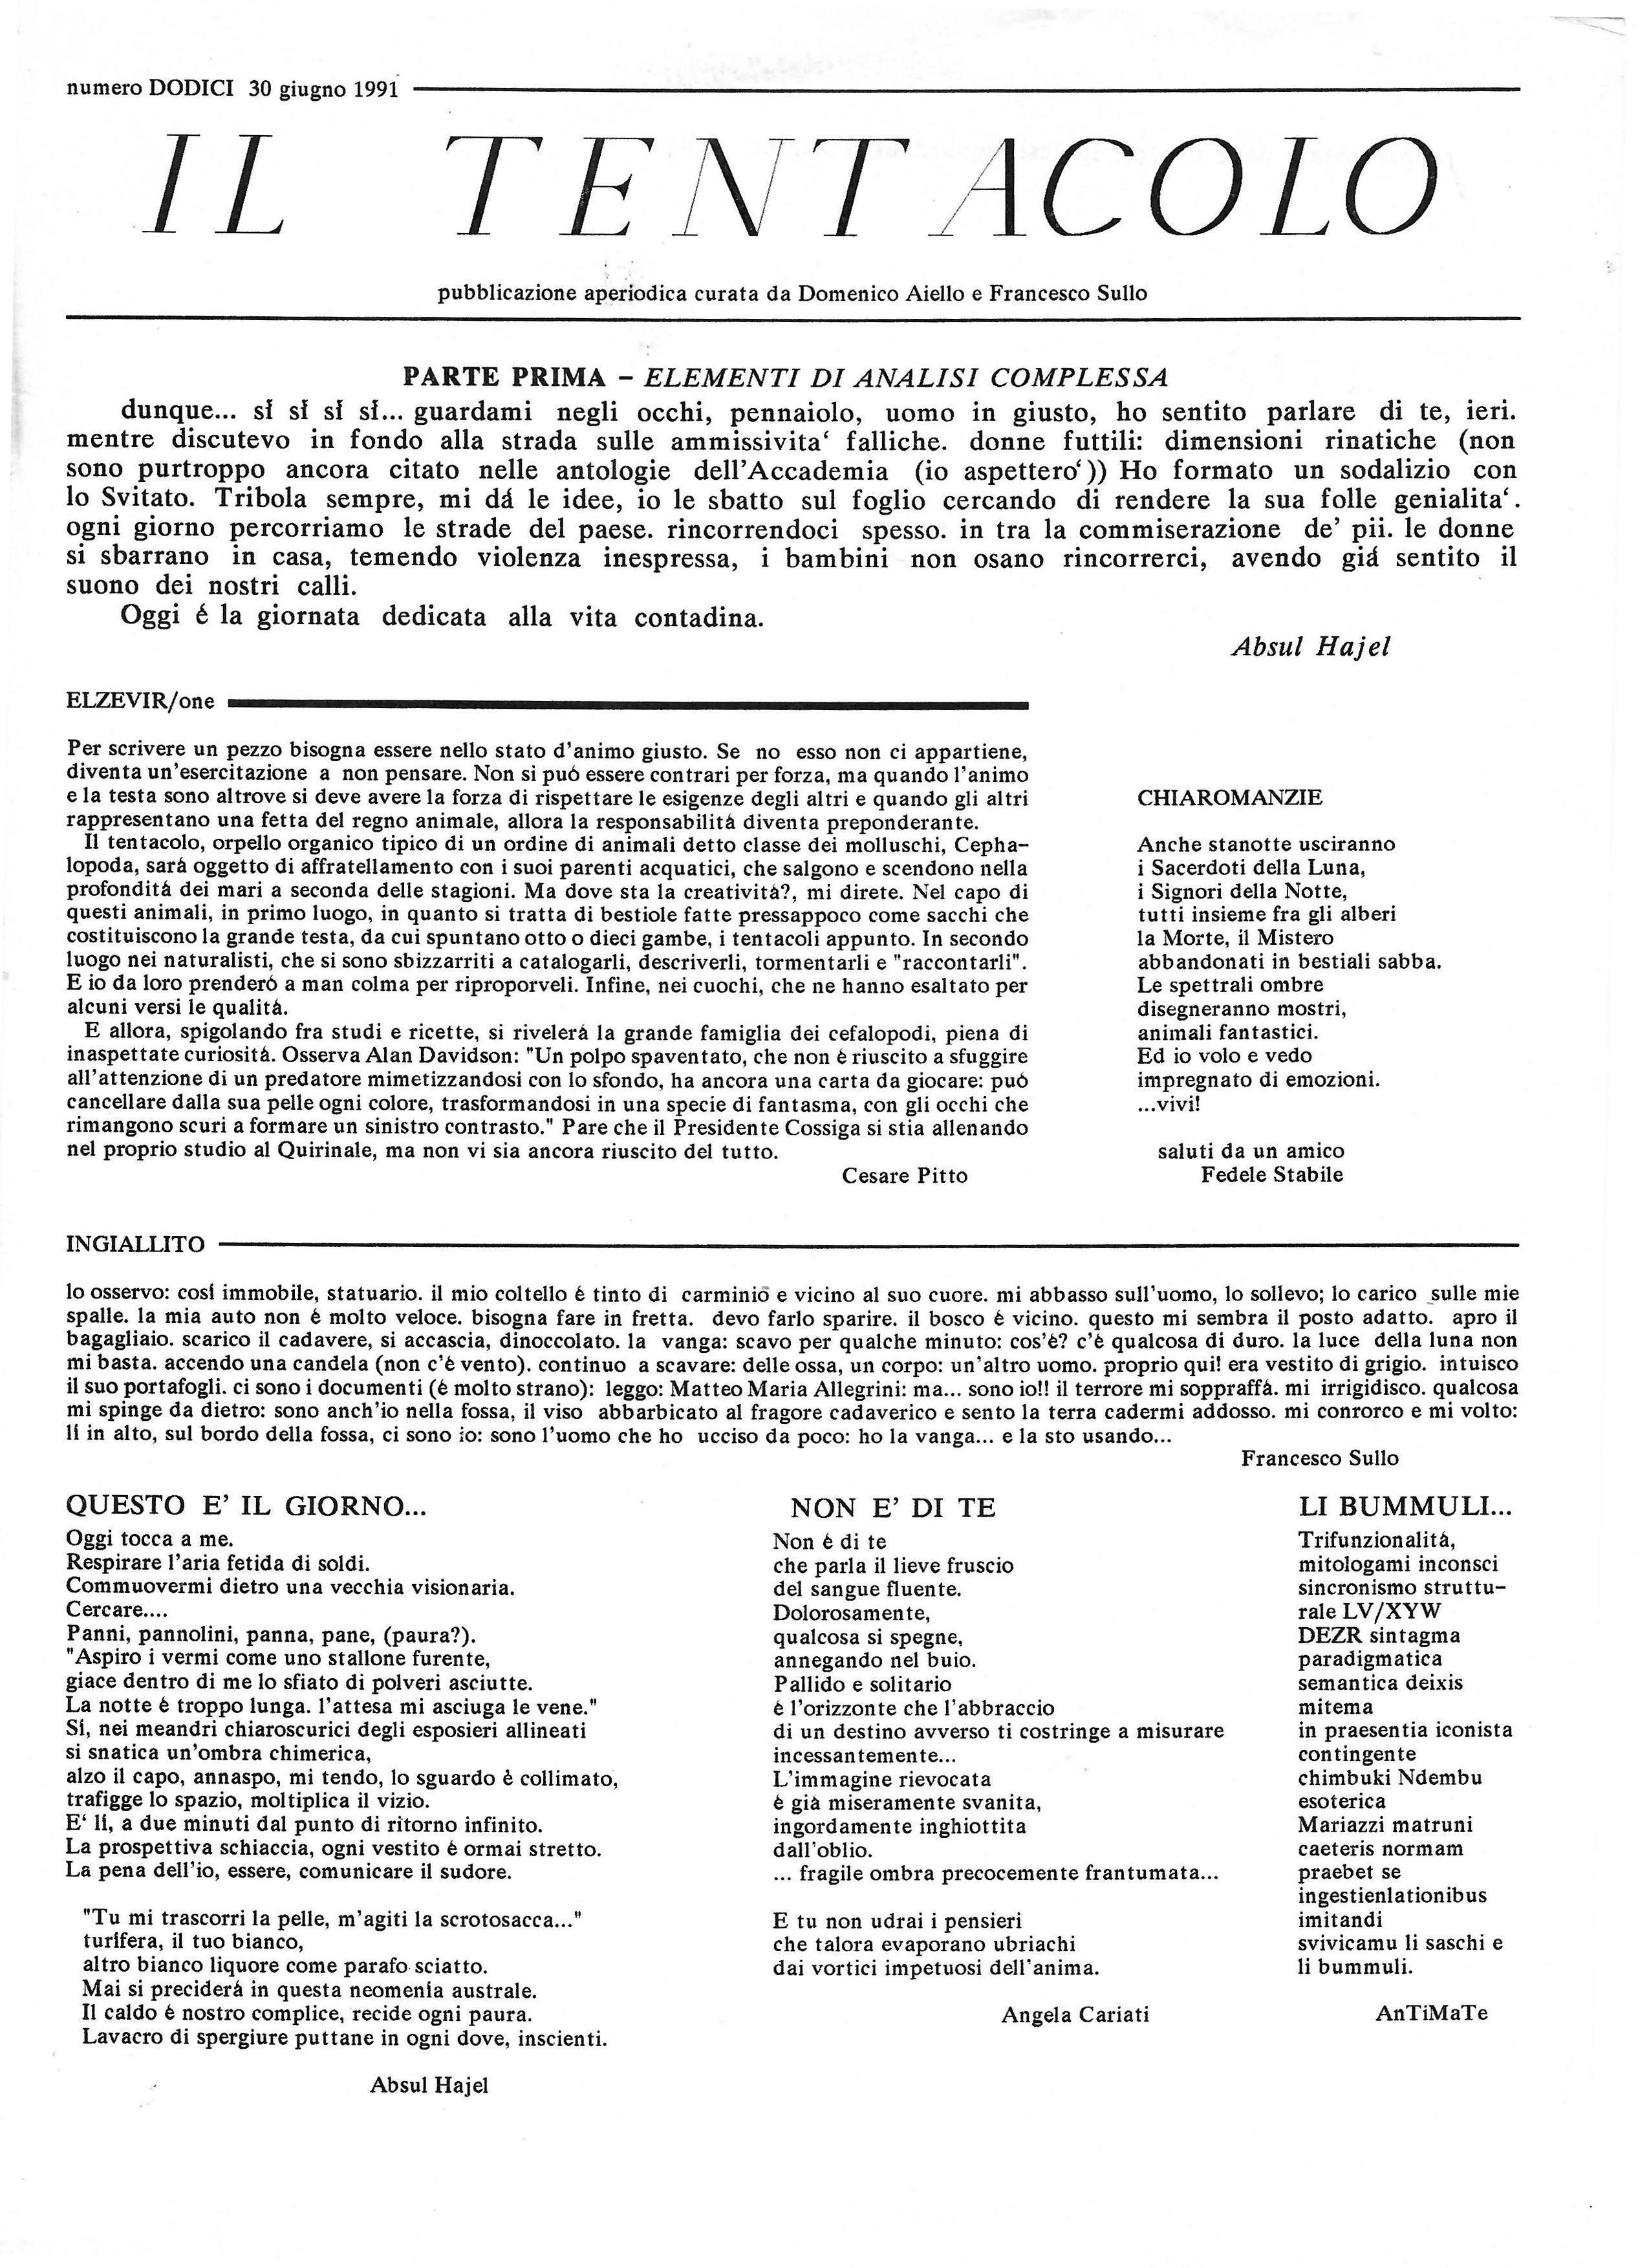 numero DODICI 30 giugno 1991
IL TENTACOLO
pubblicazione aperiodica curata da Domenico Aiello e Francesco Sullo
PARTE PRIMA – ELEMENTI DI ANALISI COMPLESSA
dunque... sí sí sí sí... guardami negli occhi, pennaiolo, uomo in giusto, ho sentito parlare di te, ieri.
mentre discutevo in fondo alla strada sulle ammissivita‘ falliche. donne futtili: dimensioni rinatiche (non
sono purtroppo ancora citato nelle antologie dell'Accademia (io aspettero‘)) Ho formato un sodalizio con
lo Svitato. Tribola sempre, mi dá le idee, io le sbatto sul foglio cercando di rendere la sua folle genialita‘.
ogni giorno percorriamo le strade del paese. rincorrendoci spesso. in tra la commiserazione de' pii. le donne
si sbarrano in casa, temendo violenza inespressa, i bambini non osano rincorrerci, avendo giá sentito il
suono dei nostri calli.
Oggi é la giornata dedicata alla vita contadina.
Absul Hajel
ELZEVIR/one
Per scrivere un pezzo bisogna essere nello stato d'animo giusto. Se no esso non ci appartiene,
diventa un'esercitazione a non pensare. Non si puó essere contrari per forza, ma quando l'animo
e la testa sono altrove si deve avere la forza di rispettare le esigenze degli altri e quando gli altri
rappresentano una fetta del regno animale, allora la responsabilitá diventa preponderante.
Il tentacolo, orpello organico tipico di un ordine di animali detto classe dei molluschi, Cepha–
lopoda, sará oggetto di affratellamento con i suoi parenti acquatici, che salgono e scendono nella
profonditá dei mari a seconda delle stagioni. Ma dove sta la creativitá?, mi direte. Nel capo di
questi animali, in primo luogo, in quanto si tratta di bestiole fatte pressappoco come sacchi che
costituiscono la grande testa, da cui spuntano otto o dieci gambe, i tentacoli appunto. In secondo
luogo nei naturalisti, che si sono sbizzarriti a catalogarli, descriverli, tormentarli e "raccontarli".
E io da loro prenderó a man colma per riproporveli. Infine, nei cuochi, che ne hanno esaltato per
alcuni versi le qualitá.
E allora, spigolando fra studi e ricette, si rivelerá la grande famiglia dei cefalopodi, piena di
inaspettate curiositá. Osserva Alan Davidson: "Un polpo spaventato, che non é riuscito a sfuggire
all'attenzione di un predatore mimetizzandosi con lo sfondo, ha ancora una carta da giocare: puó
cancellare dalla sua pelle ogni colore, trasformandosi in una specie di fantasma, con gli occhi che
rimangono scuri a formare un sinistro contrasto." Pare che il Presidente Cossiga si stia allenando
nel proprio studio al Quirinale, ma non vi sia ancora riuscito del tutto.
Cesare Pitto
CHIAROMANZIE
Anche stanotte usciranno
i Sacerdoti della Luna,
i Signori della Notte,
tutti insieme fra gli alberi
la Morte, il Mistero
abbandonati in bestiali sabba.
Le spettrali ombre
disegneranno mostri,
animali fantastici.
Ed io volo e vedo
impregnato di emozioni.
...vivi!
saluti da un amico
Fedele Stabile
INGIALLITO
lo osservo: cosí immobile, statuario. il mio coltello é tinto di carminio e vicino al suo cuore. mi abbasso sull'uomo, lo sollevo; lo carico sulle mie
spalle. la mia auto non é molto veloce. bisogna fare in fretta. devo farlo sparire. il bosco é vicino. questo mi sembra il posto adatto. apro il
bagagliaio. scarico il cadavere, si accascia, dinoccolato. la vanga: scavo per qualche minuto: cos'é? c'é qualcosa di duro. la luce della luna non
mi basta. accendo una candela (non c'é vento). continuo a scavare: delle ossa, un corpo: un'altro uomo. proprio qui! era vestito di grigio. intuisco
il suo portafogli. ci sono i documenti (é molto strano): leggo: Matteo Maria Allegrini: ma... sono io!! il terrore mi soppraffá. mi irrigidisco. qualcosa
mi spinge da dietro: sono anch'io nella fossa, il viso abbarbicato al fragore cadaverico e sento la terra cadermi addosso. mi conrorco e mi volto:
lí in alto, sul bordo della fossa, ci sono io: sono l'uomo che ho ucciso da poco: ho la vanga... e la sto usando...
Francesco Sullo
QUESTO E' IL GIORNO...
Oggi tocca a me.
Respirare l'aria fetida di soldi.
Commuovermi dietro una vecchia visionaria.
Cercare....
Panni, pannolini, panna, pane, (paura?).
"Aspiro i vermi come uno stallone furente,
giace dentro di me lo sfiato di polveri asciutte.
La notte é troppo lunga. l'attesa mi asciuga le vene."
Sí, nei meandri chiaroscurici degli esposieri allineati
si snatica un'ombra chimerica,
alzo il capo, annaspo, mi tendo, lo sguardo é collimato,
trafigge lo spazio, moltiplica il vizio.
E‘ lí, a due minuti dal punto di ritorno infinito.
La prospettiva schiaccia, ogni vestito é ormai stretto.
La pena dell'io, essere, comunicare il sudore.
"Tu mi trascorri la pelle, m'agiti la scrotosacca..."
turífera, il tuo bianco,
altro bianco liquore come parafo sciatto.
Mai si preciderá in questa neomenía australe.
Il caldo é nostro complice, recide ogni paura.
Lavacro di spergiure puttane in ogni dove, inscienti.
Absul Hajel
NON E' DI TE
Non é di te
che parla il lieve fruscio
del sangue fluente.
Dolorosamente,
qualcosa si spegne,
annegando nel buio.
Pallido e solitario
é l'orizzonte che l'abbraccio
di un destino avverso ti costringe a misurare
incessantemente...
L'immagine rievocata
è già miseramente svanita,
ingordamente inghiottita
dall'oblio.
... fragile ombra precocemente frantumata...
E tu non udrai i pensieri
che talora evaporano ubriachi
dai vortici impetuosi dell'anima.
Angela Cariati
LI BUMMULI...
Trifunzionalitá,
mitologami inconsci
sincronismo struttu–
rale LV/XYW
DEZR sintagma
paradigmatica
semantica deixis
mitema
in praesentia iconista
contingente
chimbuki Ndembu
esoterica
Mariazzi matruni
caeteris normam
praebet se
ingestienlationibus
imitandi
svivicamu li saschi e
li bummuli.
AnTiMaTe